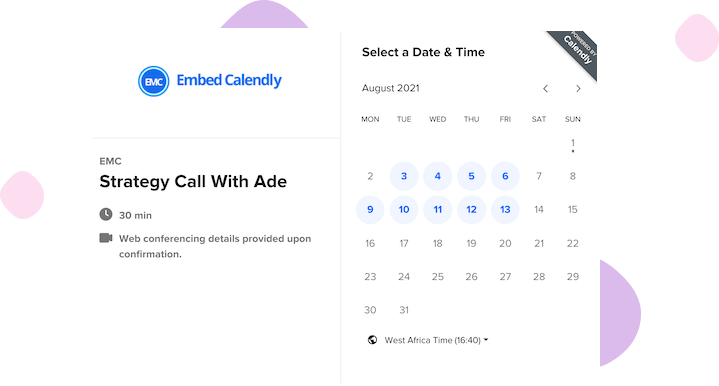 EMC
Embed Calendly
EMC
Strategy Call With Ade
30 min
Web conferencing details provided upon
confirmation.
Select a Date & Time
POWERED BY
Calendly
August 2021
MON TUE WED THU FRI SAT SUN
1
2 3 4 5 6 7 8
9 10 11 12 13 14 15
16 17 18 19 20 21 22
23 24 25 26 27 28 29
30 31
West Africa Time (16:40)